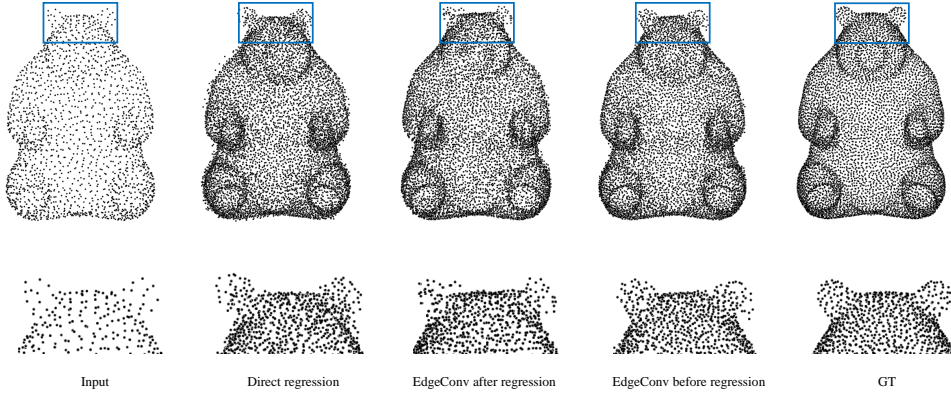 Input
Direct regression
EdgeConv after regression
EdgeConv before regression
GT